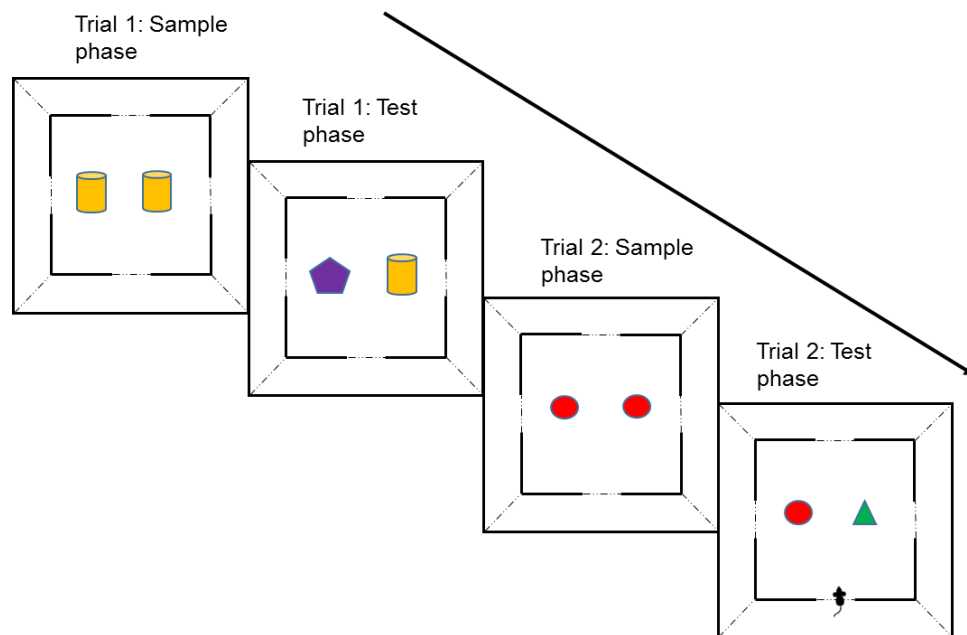 Trial 1: Sample
phase
Trial 1: Test
phase
Trial 2: Sample
phase
Trial 2: Test
phase